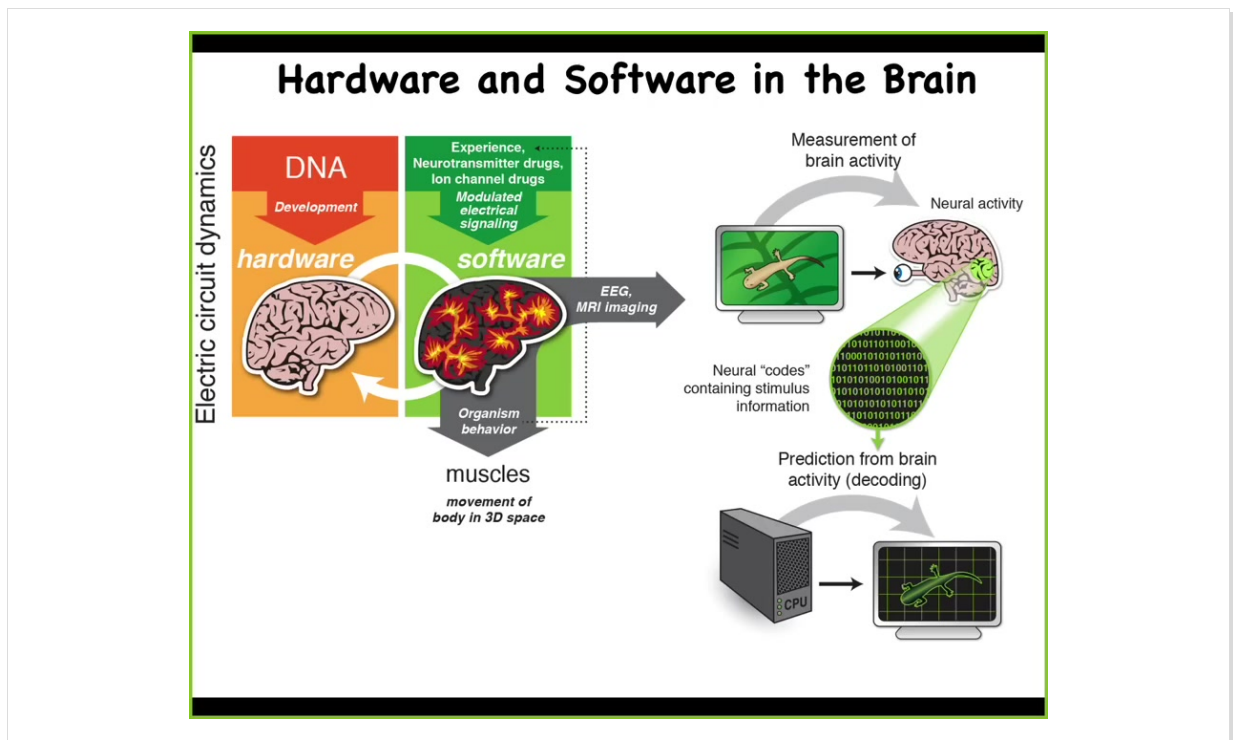 Hardware and Software in the Brain
Electric circuit dynamics
DNA
Development
hardware
Experience,
Neurotransmitter drugs,
Ion channel drugs
Modulated
electrical
signaling
software
EEG,
MRI imaging
Organism
behavior
muscles
movement of
body in 3D space
Measurement of
brain activity
Neural activity
Neural “codes”
containing stimulus
information
Prediction from brain
activity (decoding)
CPU